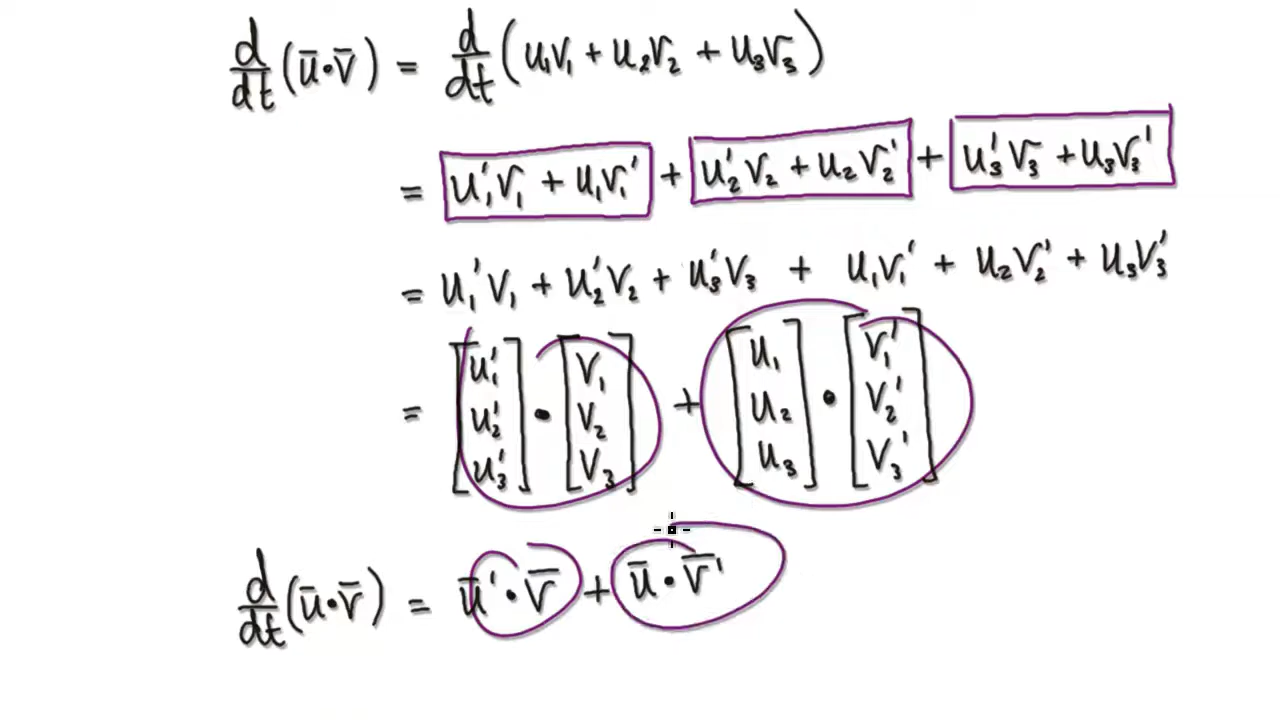 d/dt (ū·v̄) = d/dt (u₁v₁ + u₂v₂ + u₃v₃)
= u₁'v₁ + u₁v₁' + u₂'v₂ + u₂v₂' + u₃'v₃ + u₃v₃'
= u₁'v₁ + u₂'v₂ + u₃'v₃ + u₁v₁' + u₂v₂' + u₃v₃'
= [u₁' u₂' u₃'] · [v₁ v₂ v₃] + [u₁ u₂ u₃] · [v₁' v₂' v₃']
d/dt (ū·v̄) = ū'·v̄ + ū·v̄'